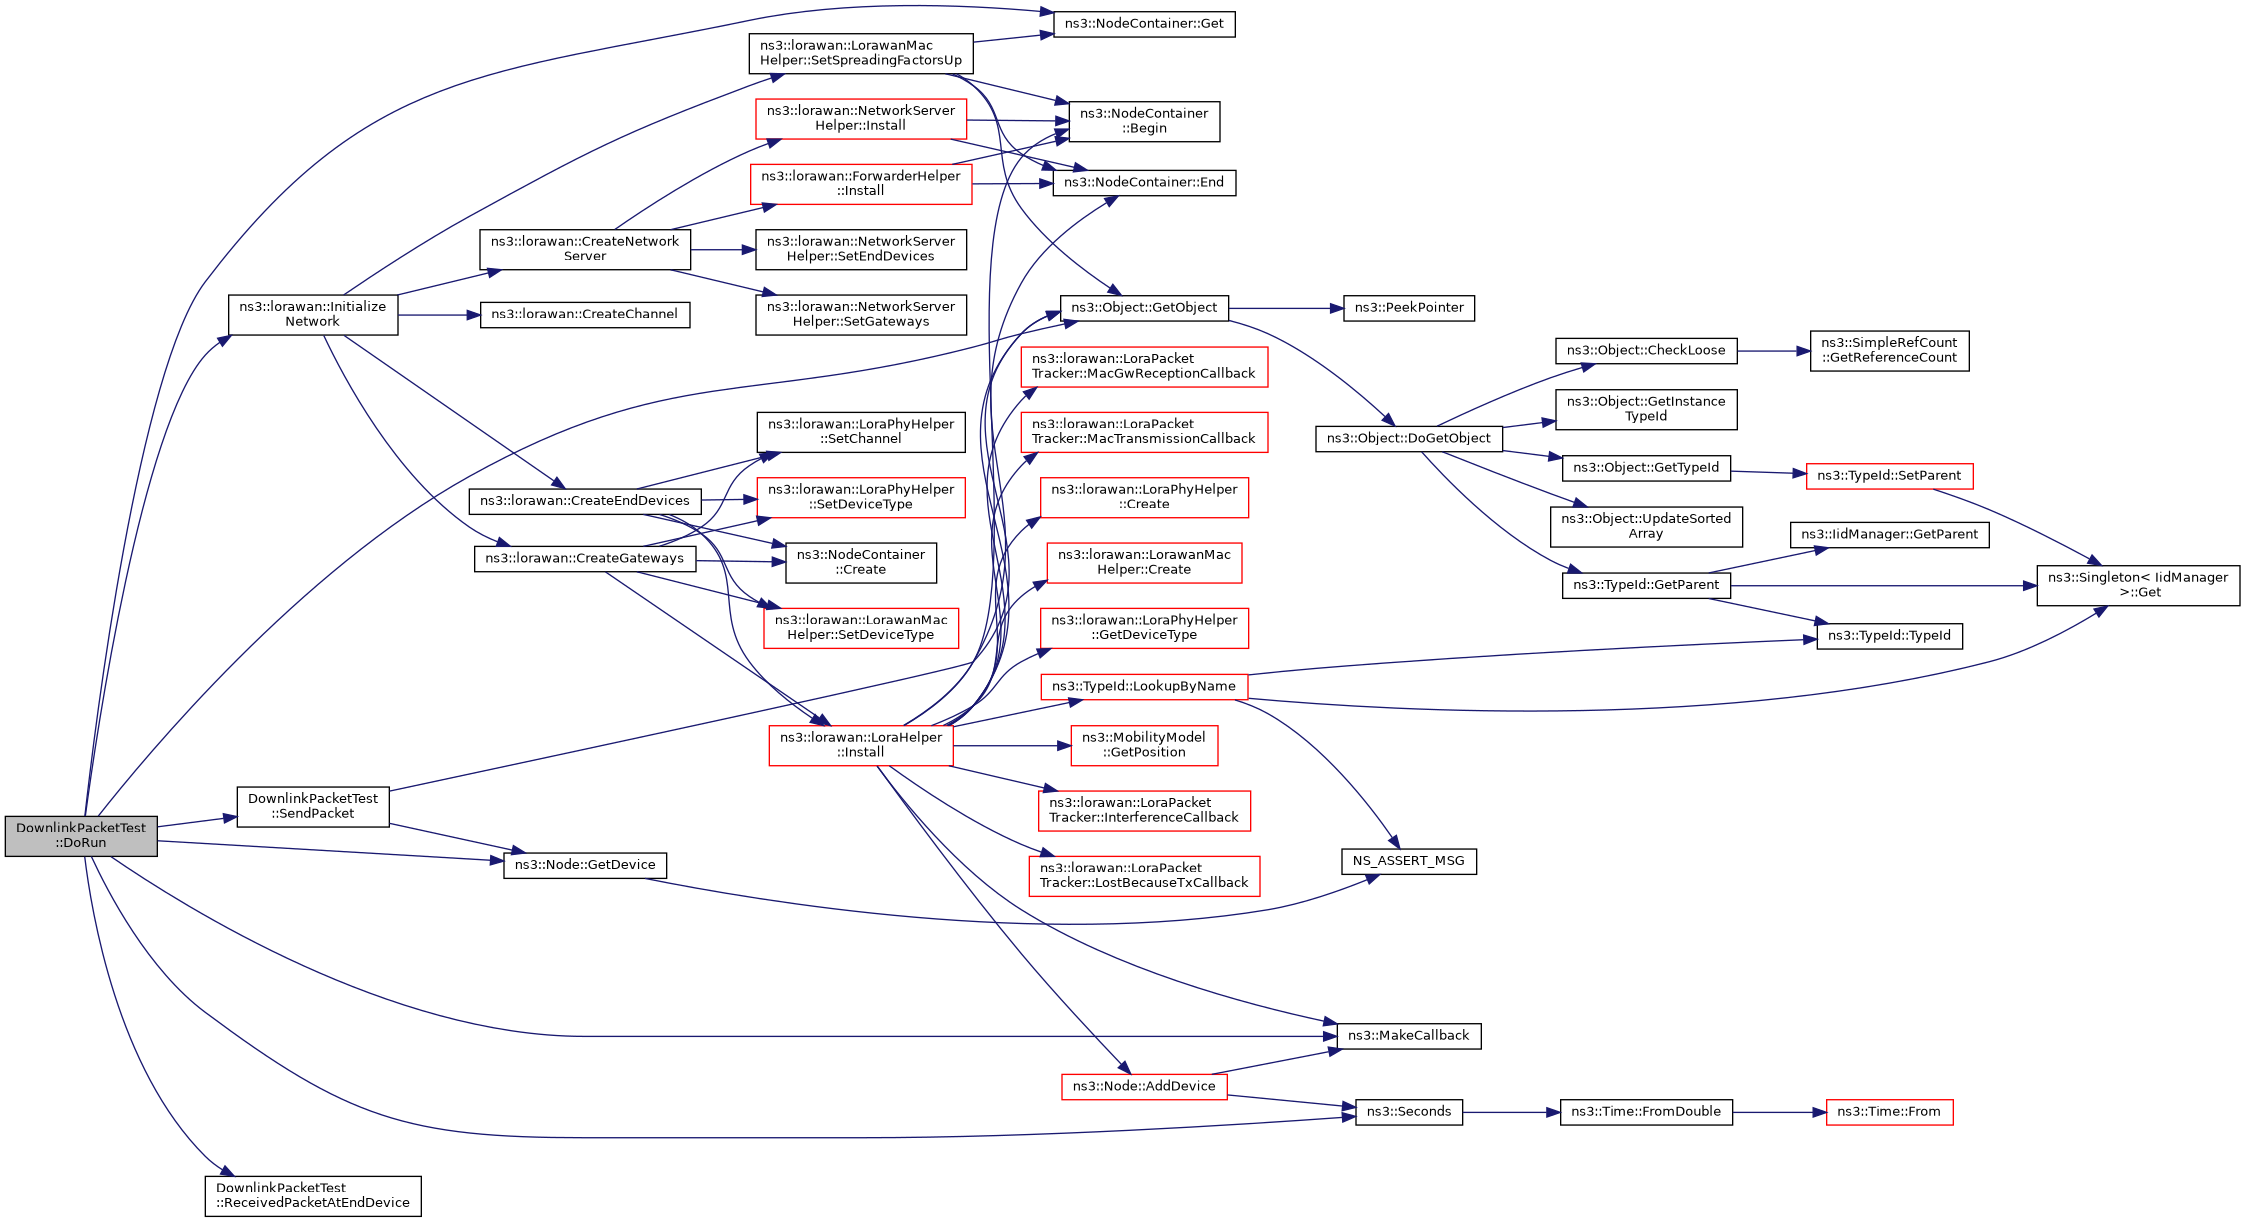 DownlinkPacketTest
::DoRun
ns3::lorawan::Initialize
Network
DownlinkPacketTest
::SendPacket
DownlinkPacketTest
::ReceivedPacketAtEndDevice
ns3::lorawan::CreateNetwork
Server
ns3::lorawan::CreateChannel
ns3::lorawan::CreateEndDevices
ns3::lorawan::CreateGateways
ns3::Node::GetDevice
ns3::lorawan::LorawanMac
Helper::SetSpreadingFactorsUp
ns3::lorawan::NetworkServer
Helper::Install
ns3::lorawan::ForwarderHelper
::Install
ns3::lorawan::NetworkServer
Helper::SetEndDevices
ns3::lorawan::NetworkServer
Helper::SetGateways
ns3::lorawan::LoraPhyHelper
::SetChannel
ns3::lorawan::LoraPhyHelper
::SetDeviceType
ns3::NodeContainer
::Create
ns3::lorawan::LorawanMac
Helper::SetDeviceType
ns3::lorawan::LoraHelper
::Install
ns3::NodeContainer::Get
ns3::NodeContainer
::Begin
ns3::NodeContainer::End
ns3::Object::GetObject
ns3::lorawan::LoraPacket
Tracker::MacGwReceptionCallback
ns3::lorawan::LoraPacket
Tracker::MacTransmissionCallback
ns3::lorawan::LoraPhyHelper
::Create
ns3::lorawan::LorawanMac
Helper::Create
ns3::lorawan::LoraPhyHelper
::GetDeviceType
ns3::TypeId::LookupByName
ns3::MobilityModel
::GetPosition
ns3::lorawan::LoraPacket
Tracker::InterferenceCallback
ns3::lorawan::LoraPacket
Tracker::LostBecauseTxCallback
ns3::Node::AddDevice
ns3::PeekPointer
ns3::Object::DoGetObject
NS_ASSERT_MSG
ns3::MakeCallback
ns3::Seconds
ns3::Object::CheckLoose
ns3::Object::GetInstance
TypeId
ns3::Object::GetTypeId
ns3::Object::UpdateSorted
Array
ns3::TypeId::GetParent
ns3::Time::FromDouble
ns3::SimpleRefCount
::GetReferenceCount
ns3::TypeId::SetParent
ns3::IidManager::GetParent
ns3::TypeId::TypeId
ns3::Time::From
ns3::Singleton< IidManager
>::Get